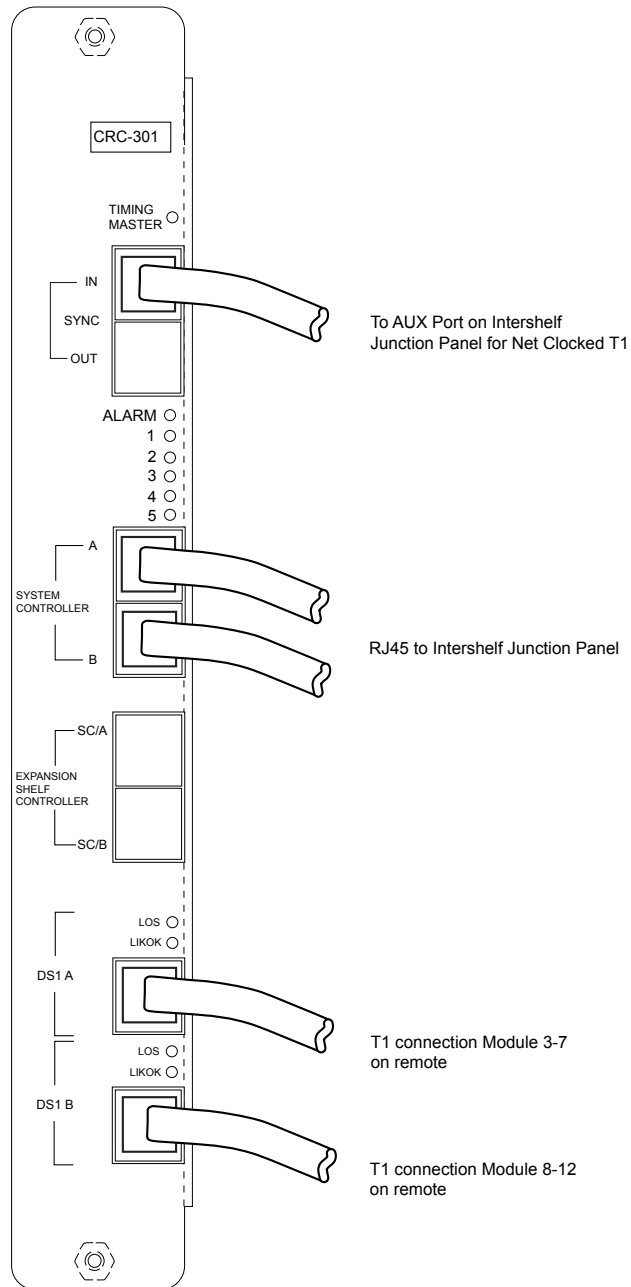 CRC-301
TIMING
MASTER
IN
SYNC
OUT
To AUX Port on Intershelf
Junction Panel for Net Clocked T1
ALARM
1
2
3
4
5
A
SYSTEM
CONTROLLER
B
RJ45 to Intershelf Junction Panel
SC/A
EXPANSION
SHELF
CONTROLLER
SC/B
LOS
LIKOK
DS1 A
T1 connection Module 3-7
on remote
LOS
LIKOK
DS1 B
T1 connection Module 8-12
on remote